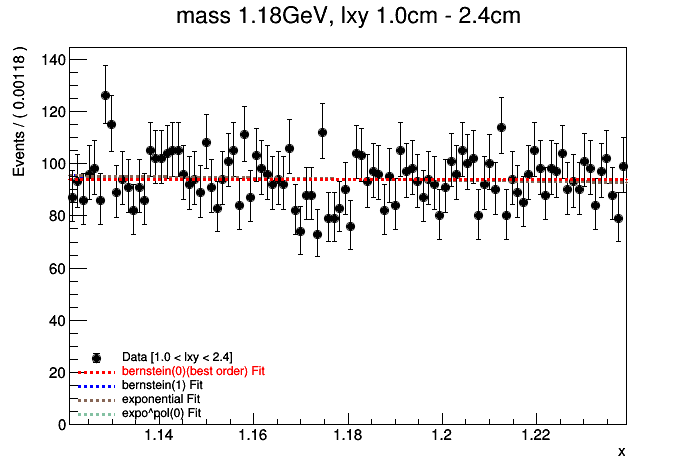 mass 1.18GeV, lxy 1.0cm - 2.4cm
Events / ( 0.00118 )
140
120
100
80
60
40
20
0
Data [1.0 < lxy < 2.4]
bernstein(0)(best order) Fit
bernstein(1) Fit
exponential Fit
expo^pol(0) Fit
1.14 1.16 1.18 1.2 1.22
x